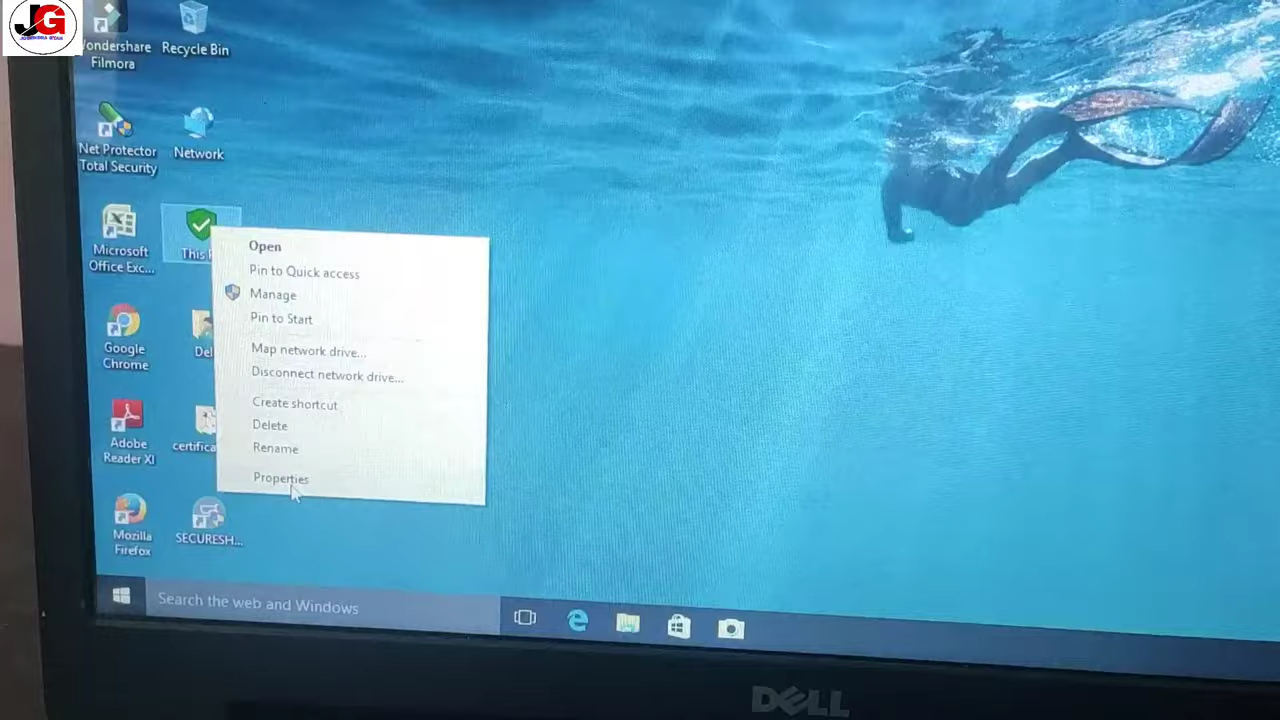 JG
Wondershare
Filmora
Recycle Bin
Net Protector
Total Security
Network
Microsoft
Office Exc...
This
Google
Chrome
Del
Adobe
Reader XI
certifica
Mozilla
Firefox
SECURESH...
Open
Pin to Quick access
Manage
Pin to Start
Map network drive...
Disconnect network drive...
Create shortcut
Delete
Rename
Properties
Search the web and Windows
DELL